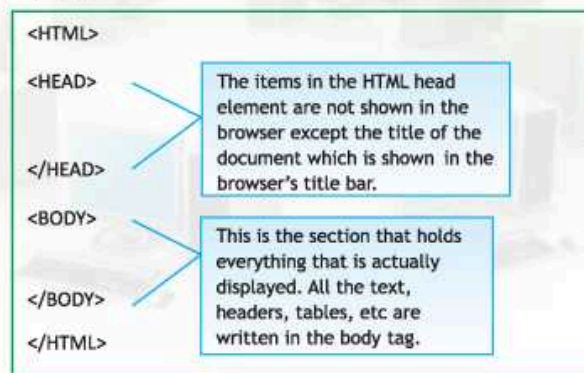 <HTML>
<HEAD>
The items in the HTML head
element are not shown in the
browser except the title of the
document which is shown in the
browser's title bar.
</HEAD>
<BODY>
This is the section that holds
everything that is actually
displayed. All the text,
headers, tables, etc are
written in the body tag.
</BODY>
</HTML>